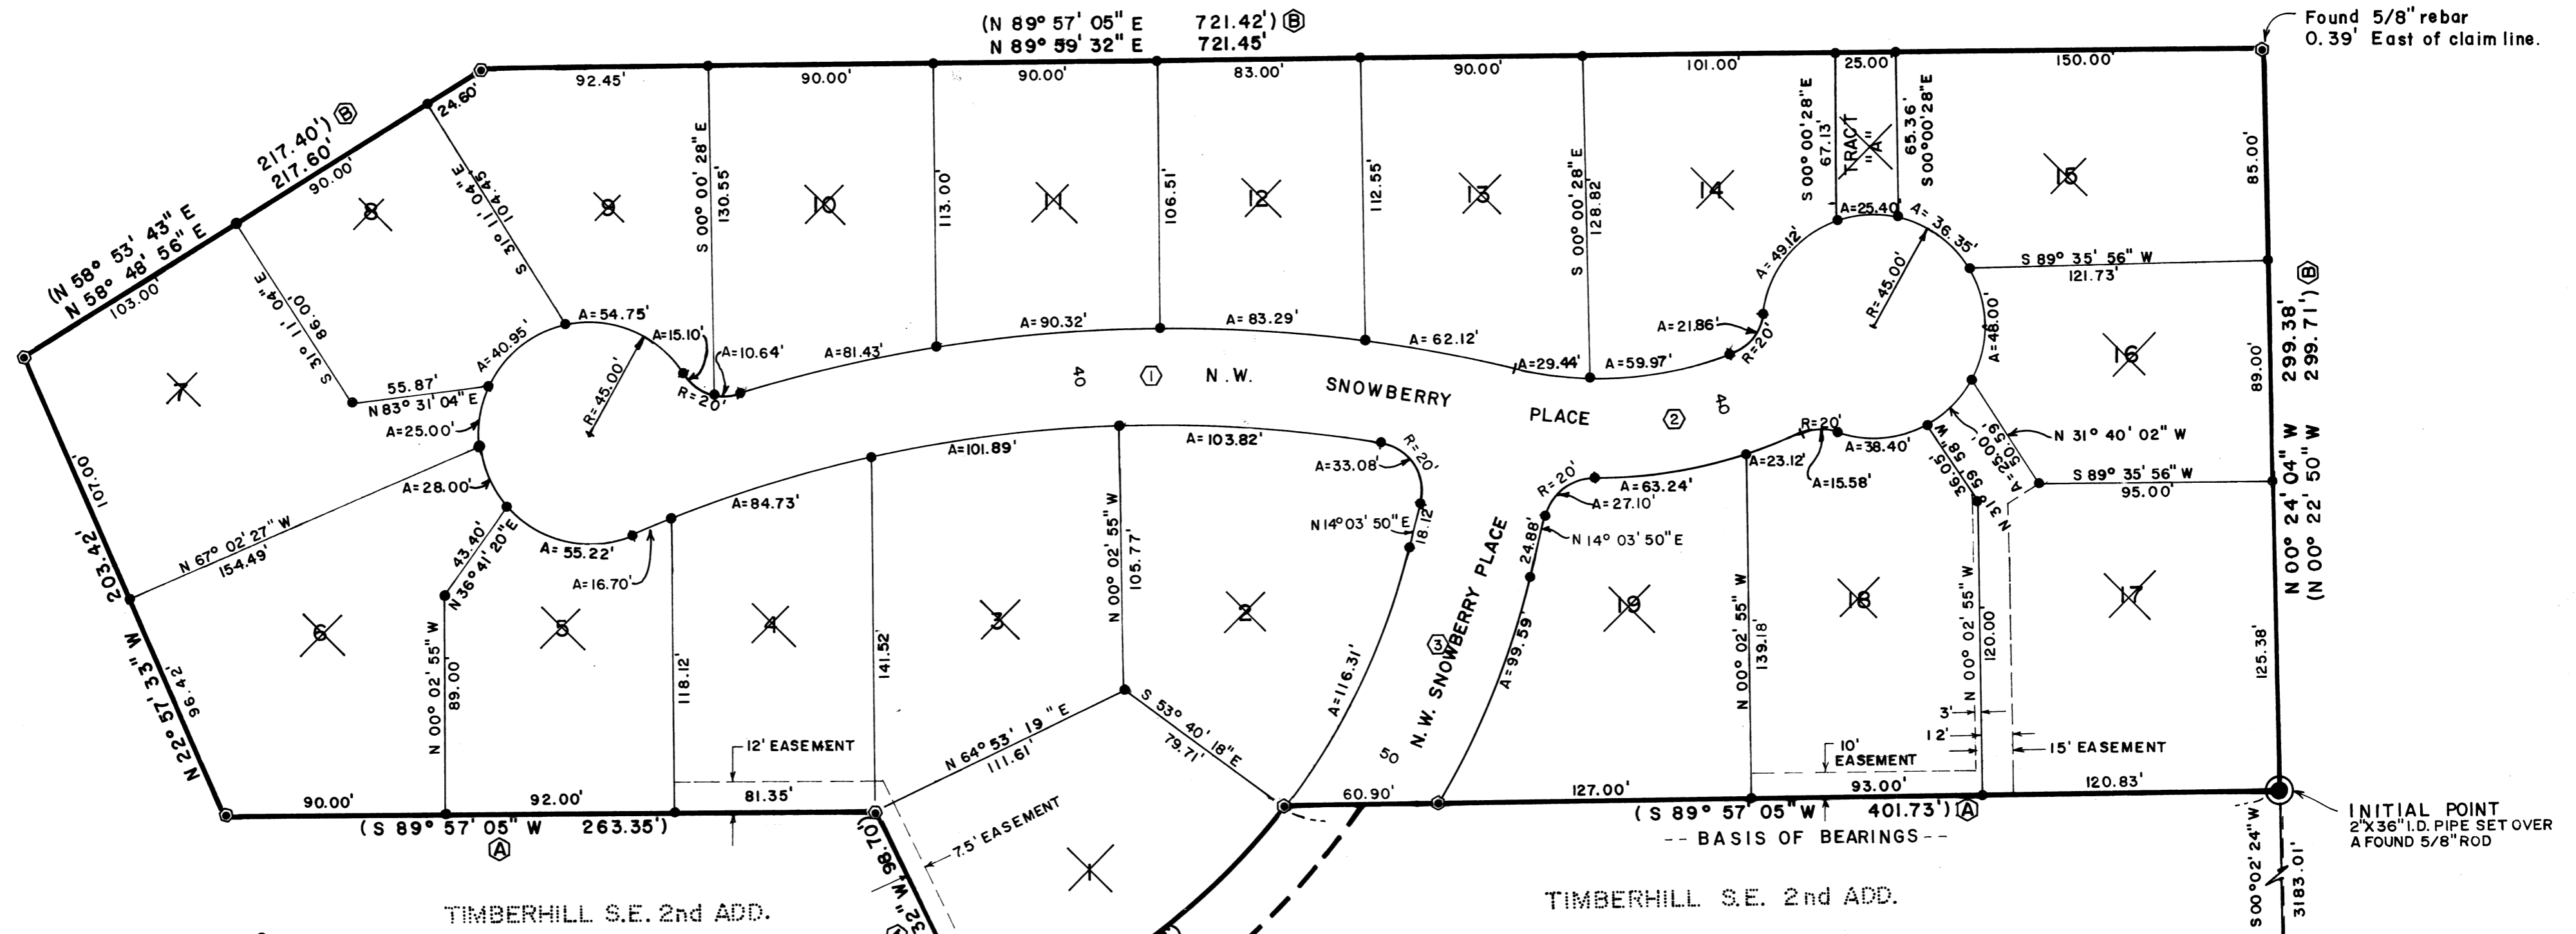 (N 89° 57' 05" E 721.42') B
N 89° 59' 32" E 721.45'
Found 5/8" rebar
0.39' East of claim line.
92.45'
90.00'
90.00'
83.00'
90.00'
101.00'
25.00'
150.00'
24.60'
217.40') B
217.60'
90.00'
(N 58° 53' 43" E
N 58° 48' 56" E
103.00'
S 31° 11' 04" E
104.45'
S 31° 11' 04" E
86.00'
S 00° 00' 28" E
130.55'
113.00'
106.51'
112.55'
S 00° 00' 28" E
128.82'
S 00° 00' 28" E
67.13'
TRACT
"A"
65.36'
S 00° 00' 28" E
85.00'
7
8
9
10
11
12
13
14
15
16
A=25.40'
A=36.35'
A=49.12'
R=45.00'
S 89° 35' 56" W
121.73'
A=48.00'
89.00'
N 00° 24' 04" W 299.38'
(N 00° 22' 50" W 299.71') B
A=54.75'
A=40.95'
A=15.10'
A=10.64'
R=45.00'
R=20'
A=81.43'
A=90.32'
A=83.29'
A=62.12'
A=29.44'
A=59.97'
A=21.86'
R=20'
55.87'
N 83° 31' 04" E
A=25.00'
A=28.00'
40
1
N.W. SNOWBERRY PLACE
2
40
107.00'
203.42'
N 22° 57' 33" W
96.42'
N 67° 02' 27" W
154.49'
43.40'
N 36° 41' 20" E
A=55.22'
A=16.70'
A=84.73'
A=101.89'
A=103.82'
R=20'
A=33.08'
N 14° 03' 50" E
18.12'
R=20'
A=27.10'
A=63.24'
24.88'
N 14° 03' 50" E
A=23.12'
R=20'
A=15.58'
A=38.40'
36.05'
N 31° 59' 58" W
A=25.00'
50.59'
N 31° 40' 02" W
S 89° 35' 56" W
95.00'
6
5
4
3
2
19
18
17
N 00° 02' 55" W
89.00'
118.12'
141.52'
N 00° 02' 55" W
105.77'
N 64° 53' 19" E
111.61'
S 53° 40' 18" E
79.71'
A=116.31'
3
50
N.W. SNOWBERRY PLACE
A=99.59'
N 00° 02' 55" W
139.18'
N 00° 02' 55" W
120.00'
125.38'
3'
12'
15' EASEMENT
10'
EASEMENT
12' EASEMENT
90.00'
92.00'
81.35'
60.90'
127.00'
93.00'
120.83'
(S 89° 57' 05" W 263.35')
A
(S 89° 57' 05" W 401.73') A
-- BASIS OF BEARINGS --
INITIAL POINT
2"X36" I.D. PIPE SET OVER
A FOUND 5/8" ROD
98.70')
32" W
7.5' EASEMENT
1
S 00° 02' 24" W
3183.01'
TIMBERHILL S.E. 2nd ADD.
TIMBERHILL S.E. 2nd ADD.